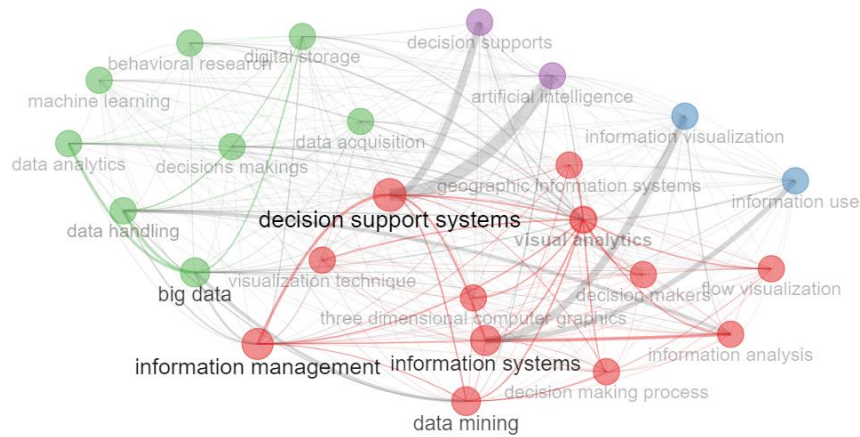 decision supports
behavioral research
digital storage
machine learning
artificial intelligence
information visualization
data acquisition
data analytics
decisions makings
geographic information systems
information use
decision support systems
data handling
visual analytics
visualization technique
decision makers
flow visualization
big data
three dimensional computer graphics
information analysis
information management
information systems
decision making process
data mining